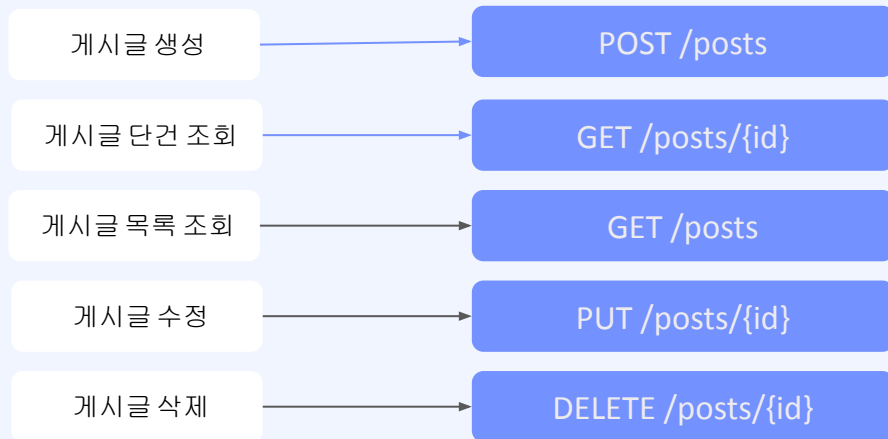 게시글 생성
POST /posts
게시글 단건 조회
GET /posts/{id}
게시글 목록 조회
GET /posts
게시글 수정
PUT /posts/{id}
게시글 삭제
DELETE /posts/{id}